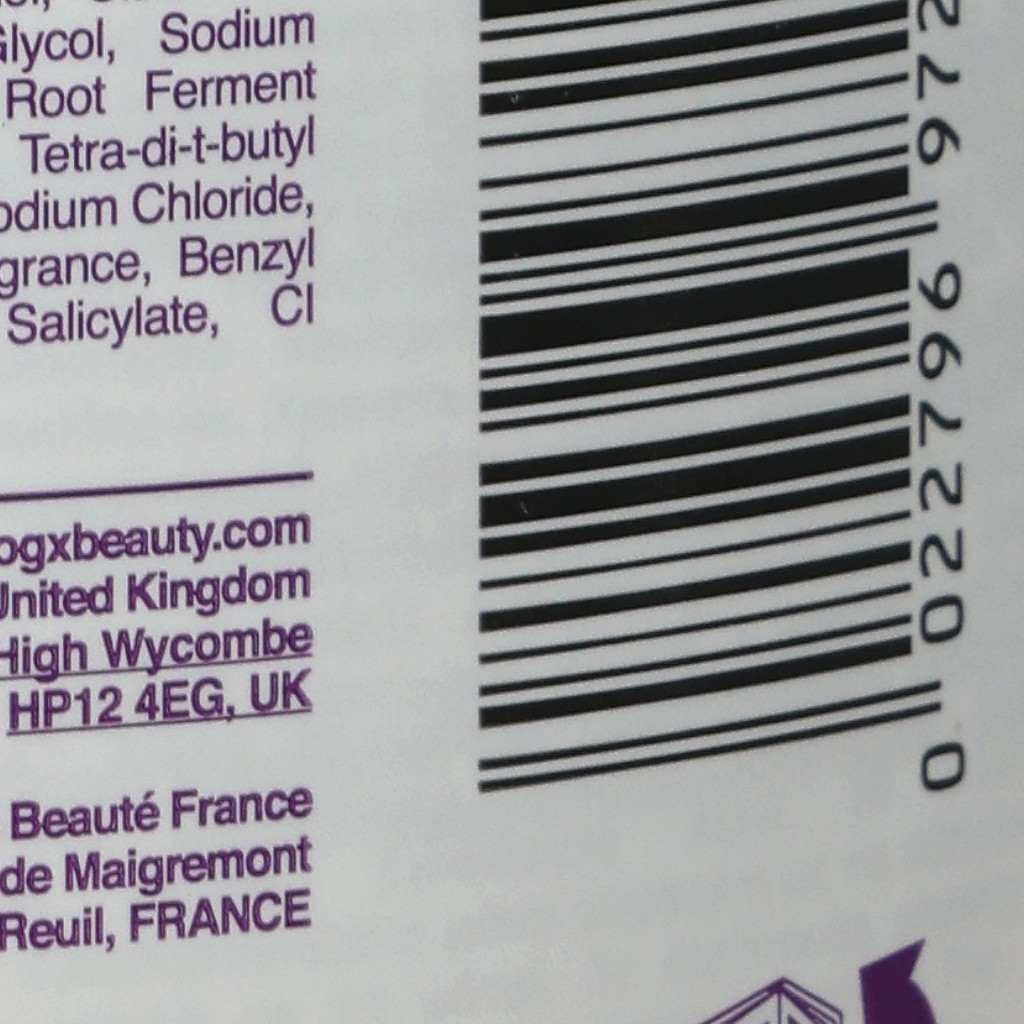 Glycol, Sodium
Root Ferment
Tetra-di-t-butyl
odium Chloride,
grance, Benzyl
Salicylate, CI
ogxbeauty.com
United Kingdom
High Wycombe
HP12 4EG, UK
Beauté France
de Maigremont
Reuil, FRANCE
0 022796 972